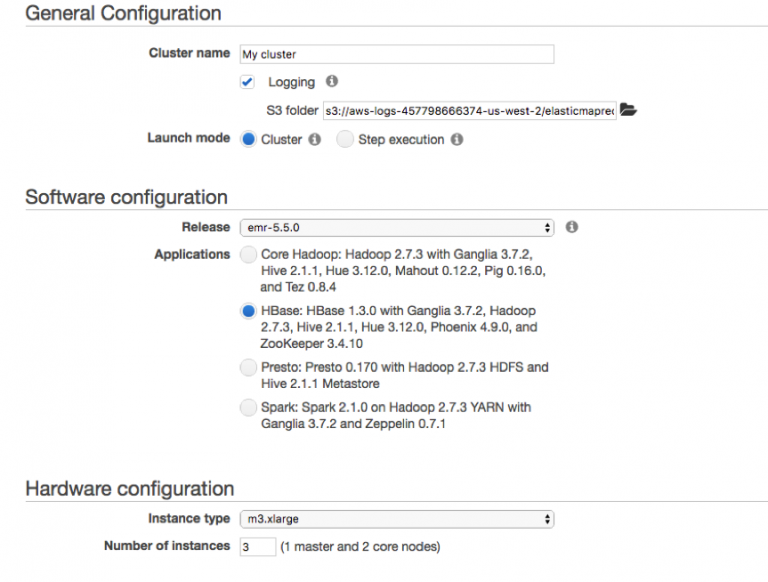 General Configuration
Cluster name My cluster
Logging
S3 folder s3://aws-logs-457798666374-us-west-2/elasticmapred
Launch mode Cluster Step execution
Software configuration
Release emr-5.5.0
Applications Core Hadoop: Hadoop 2.7.3 with Ganglia 3.7.2,
Hive 2.1.1, Hue 3.12.0, Mahout 0.12.2, Pig 0.16.0,
and Tez 0.8.4
HBase: HBase 1.3.0 with Ganglia 3.7.2, Hadoop
2.7.3, Hive 2.1.1, Hue 3.12.0, Phoenix 4.9.0, and
ZooKeeper 3.4.10
Presto: Presto 0.170 with Hadoop 2.7.3 HDFS and
Hive 2.1.1 Metastore
Spark: Spark 2.1.0 on Hadoop 2.7.3 YARN with
Ganglia 3.7.2 and Zeppelin 0.7.1
Hardware configuration
Instance type m3.xlarge
Number of instances 3 (1 master and 2 core nodes)